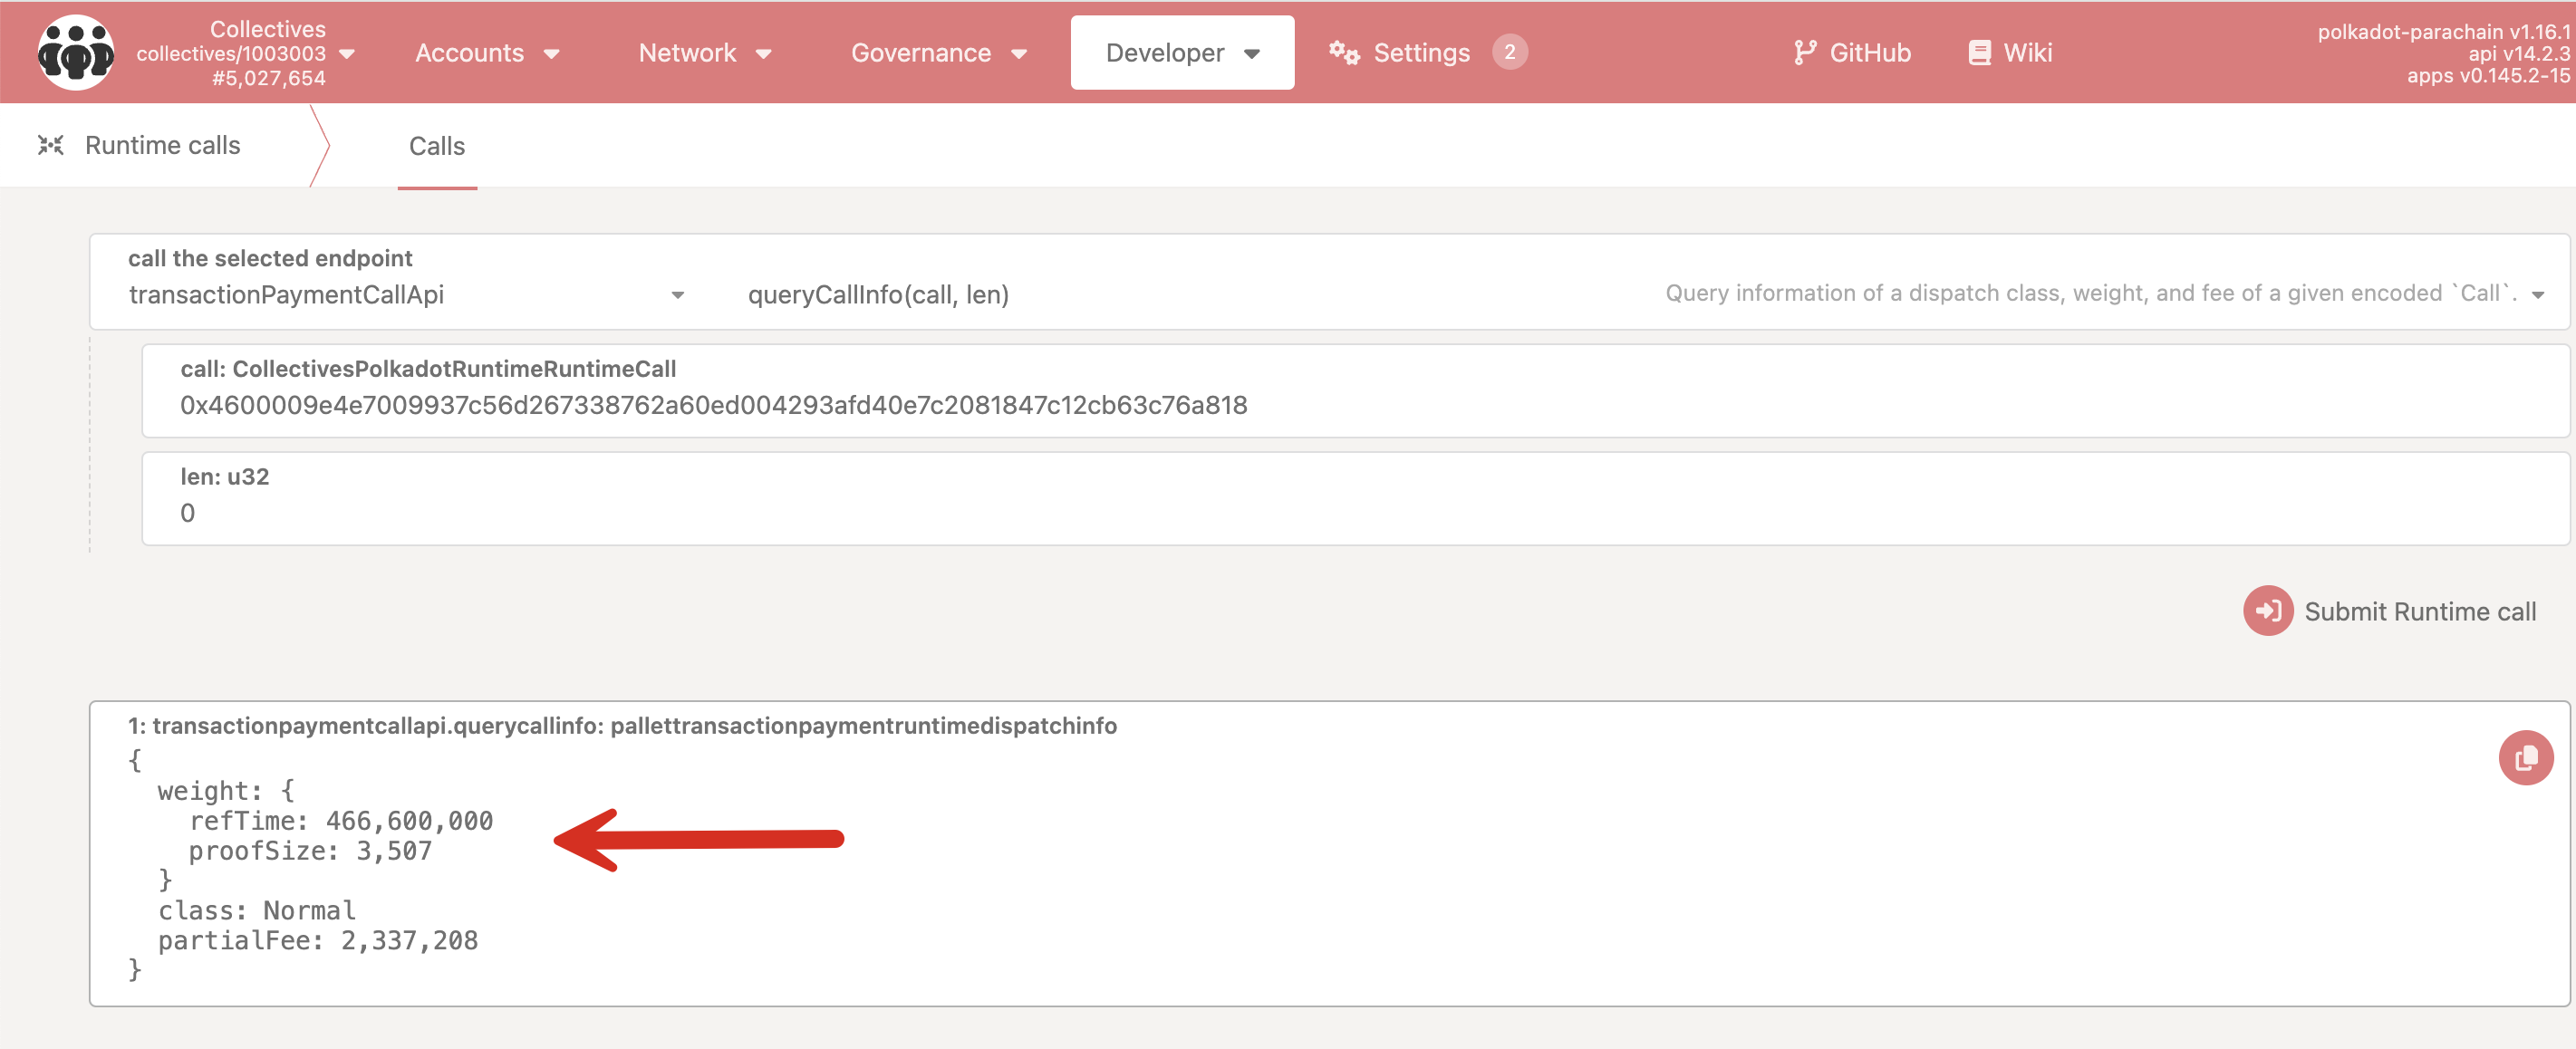 Collectives
collectives/1003003
#5,027,654
Accounts
Network
Governance
Developer
Settings
2
GitHub
Wiki
polkadot-parachain v1.16.1
api v14.2.3
apps v0.145.2-15
Runtime calls
Calls
call the selected endpoint
transactionPaymentCallApi
queryCallInfo(call, len)
Query information of a dispatch class, weight, and fee of a given encoded `Call`.
call: CollectivesPolkadotRuntimeRuntimeCall
0x4600009e4e7009937c56d267338762a60ed004293afd40e7c2081847c12cb63c76a818
len: u32
0
Submit Runtime call
1: transactionpaymentcallapi.querycallinfo: pallettransactionpaymentruntimedispatchinfo
{
weight: {
refTime: 466,600,000
proofSize: 3,507
}
class: Normal
partialFee: 2,337,208
}